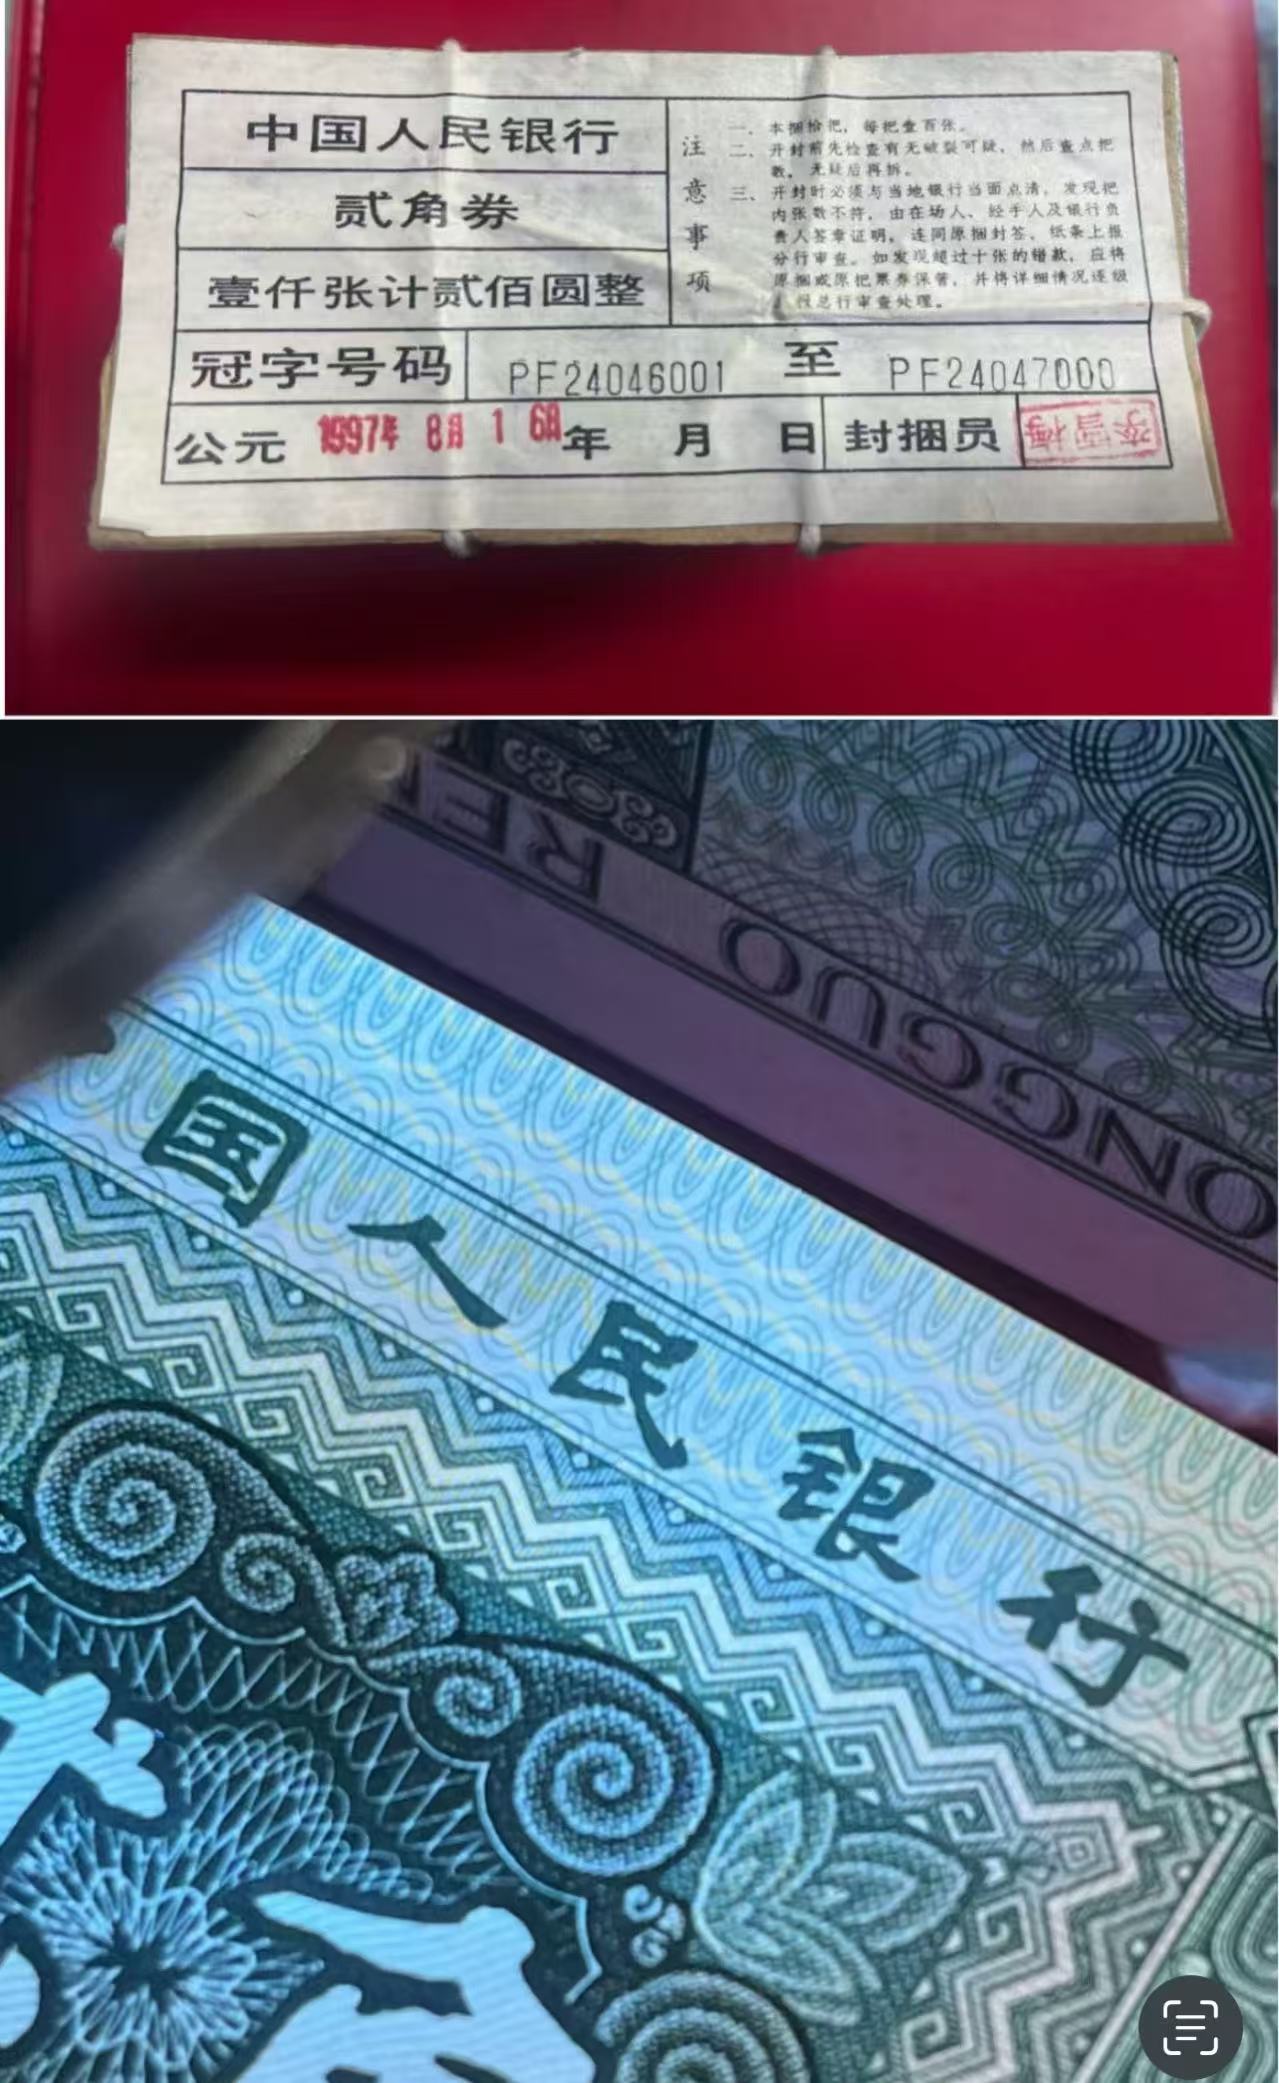 中国人民银行
贰角券
壹仟张计贰佰圆整
注意事项
一、本捆拾把，每把壹百张。
二、开封前先检查有无破裂可疑，然后查点把
数，无疑后再拆。
三、开封时必须与当地银行当面点清，发现把
内张数不符，由在场人、经手人及银行负
责人签章证明，连同原捆封签、纸条上报
分行审查。如发现超过十张的错款，应将
原捆或原把票券保管，并将详细情况逐级
报总行审查处理。
冠字号码 PF24046001 至 PF24047000
公元 1997年 8月 1 6日 年 月 日 封捆员 李雪梅
ONGGUO RE
国人民银行